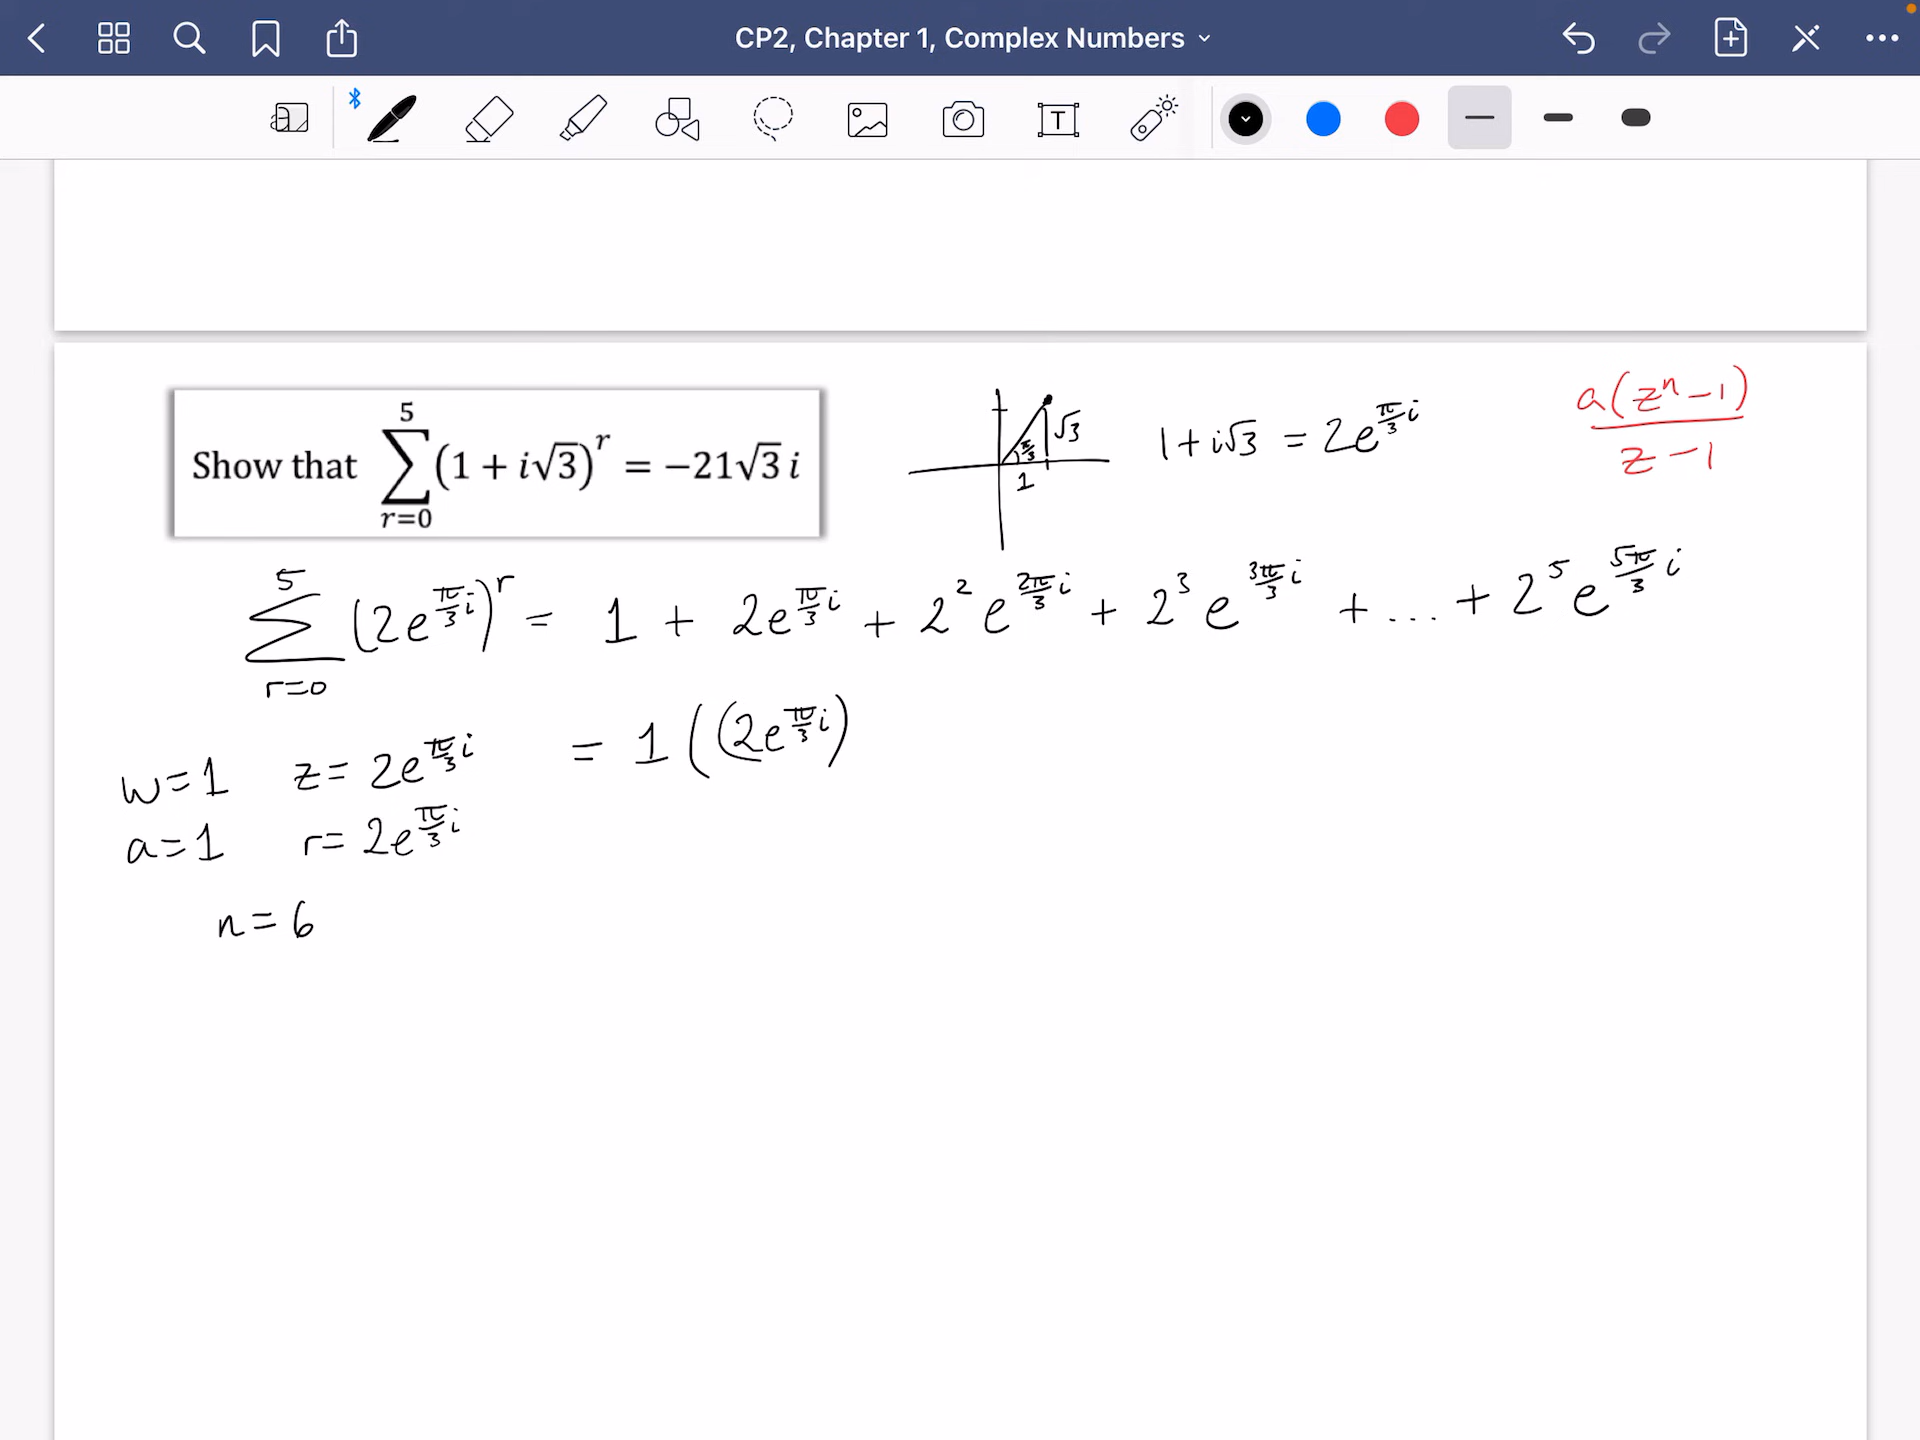 CP2, Chapter 1, Complex Numbers
T
Show that \sum_{r=0}^{5} (1 + i√3)^r = −21√3 i
√3
π/3
1
1 + i√3 = 2e^{π/3 i}
a(z^n − 1) / z − 1
\sum_{r=0}^{5} (2e^{π/3 i})^r = 1 + 2e^{π/3 i} + 2^2 e^{2π/3 i} + 2^3 e^{3π/3 i} + ... + 2^5 e^{5π/3 i}
w = 1 z = 2e^{π/3 i} = 1 ((2e^{π/3 i})
a = 1 r = 2e^{π/3 i}
n = 6